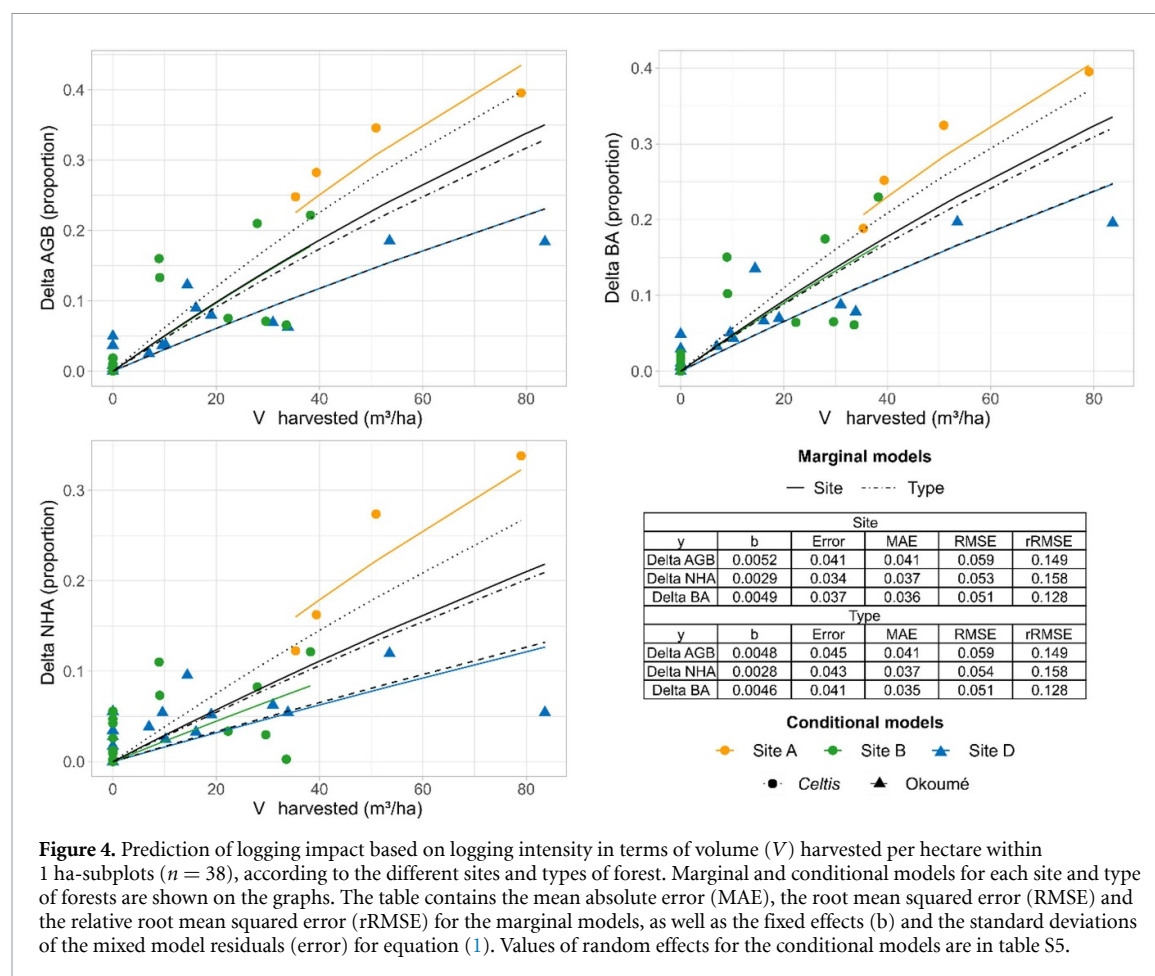 Delta AGB (proportion)
0.4
0.3
0.2
0.1
0.0
0 20 40 60 80
V harvested (m³/ha)
Delta BA (proportion)
0.4
0.3
0.2
0.1
0.0
0 20 40 60 80
V harvested (m³/ha)
Delta NHA (proportion)
0.3
0.2
0.1
0.0
0 20 40 60 80
V harvested (m³/ha)
Marginal models
Site Type
Site
y b Error MAE RMSE rRMSE
Delta AGB 0.0052 0.041 0.041 0.059 0.149
Delta NHA 0.0029 0.034 0.037 0.053 0.158
Delta BA 0.0049 0.037 0.036 0.051 0.128
Type
y b Error MAE RMSE rRMSE
Delta AGB 0.0048 0.045 0.041 0.059 0.149
Delta NHA 0.0028 0.043 0.037 0.054 0.158
Delta BA 0.0046 0.041 0.035 0.051 0.128
Conditional models
Site A Site B Site D
Celtis Okoumé
Figure 4. Prediction of logging impact based on logging intensity in terms of volume (V) harvested per hectare within
1 ha-subplots (n = 38), according to the different sites and types of forest. Marginal and conditional models for each site and type
of forests are shown on the graphs. The table contains the mean absolute error (MAE), the root mean squared error (RMSE) and
the relative root mean squared error (rRMSE) for the marginal models, as well as the fixed effects (b) and the standard deviations
of the mixed model residuals (error) for equation (1). Values of random effects for the conditional models are in table S5.